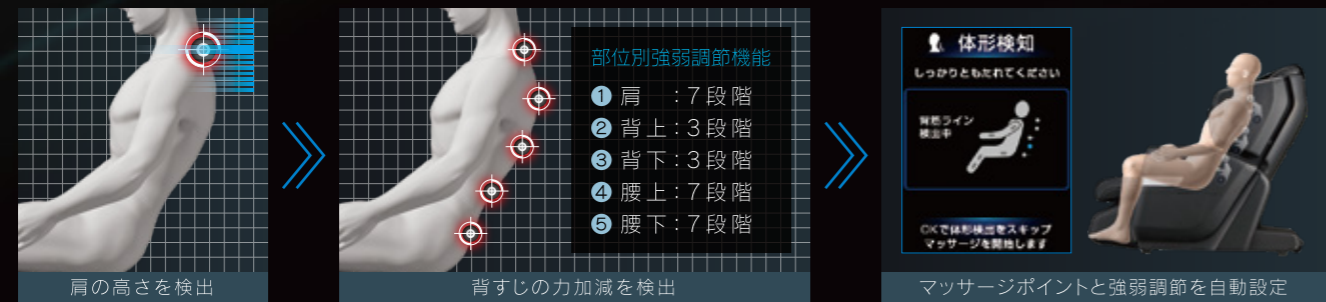 部位別強弱調節機能
① 肩　：7段階
② 背上：3段階
③ 背下：3段階
④ 腰上：7段階
⑤ 腰下：7段階
体形検知
しっかりともたれてください
背筋ライン
検出中
OKで体形検出をスキップ
マッサージを開始します
肩の高さを検出
背すじの力加減を検出
マッサージポイントと強弱調節を自動設定